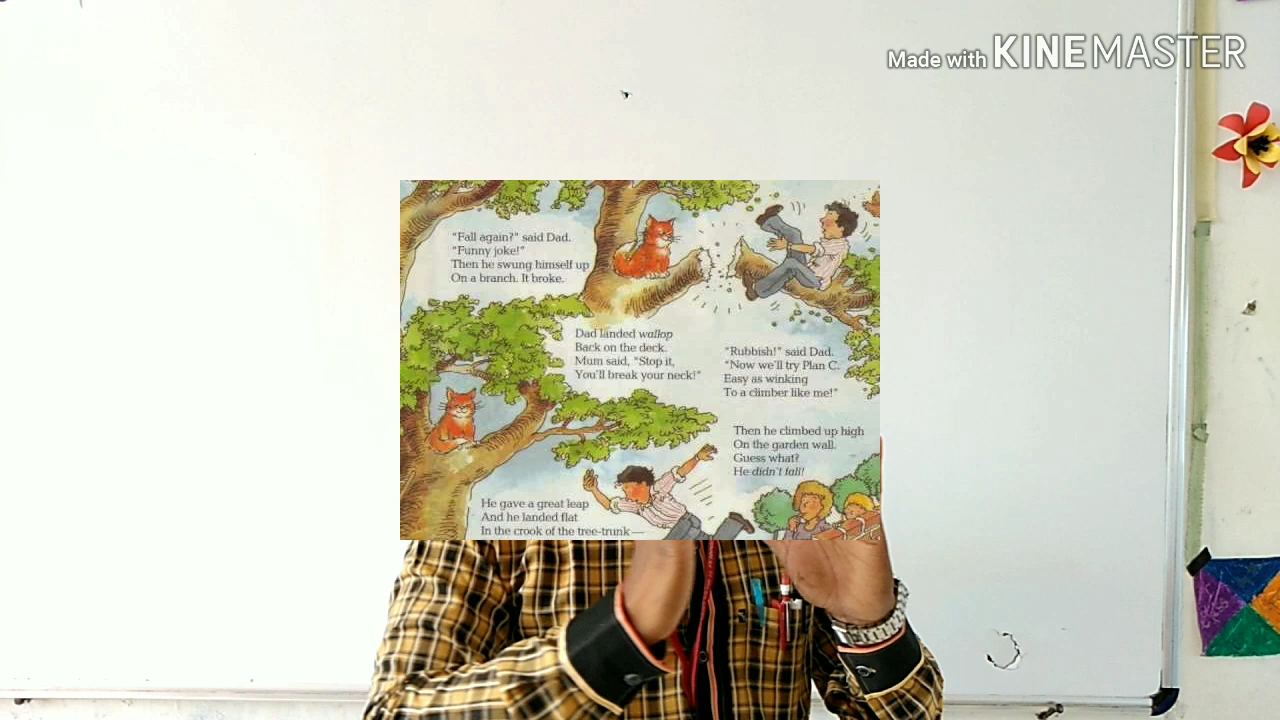 Made with KINEMASTER
"Fall again?" said Dad.
"Funny joke!"
Then he swung himself up
On a branch. It broke.
Dad landed wallop
Back on the deck.
Mum said, "Stop it,
You'll break your neck!"
"Rubbish!" said Dad.
"Now we'll try Plan C.
Easy as winking
To a climber like me!"
Then he climbed up high
On the garden wall.
Guess what?
He didn't fall!
He gave a great leap
And he landed flat
In the crook of the tree-trunk—